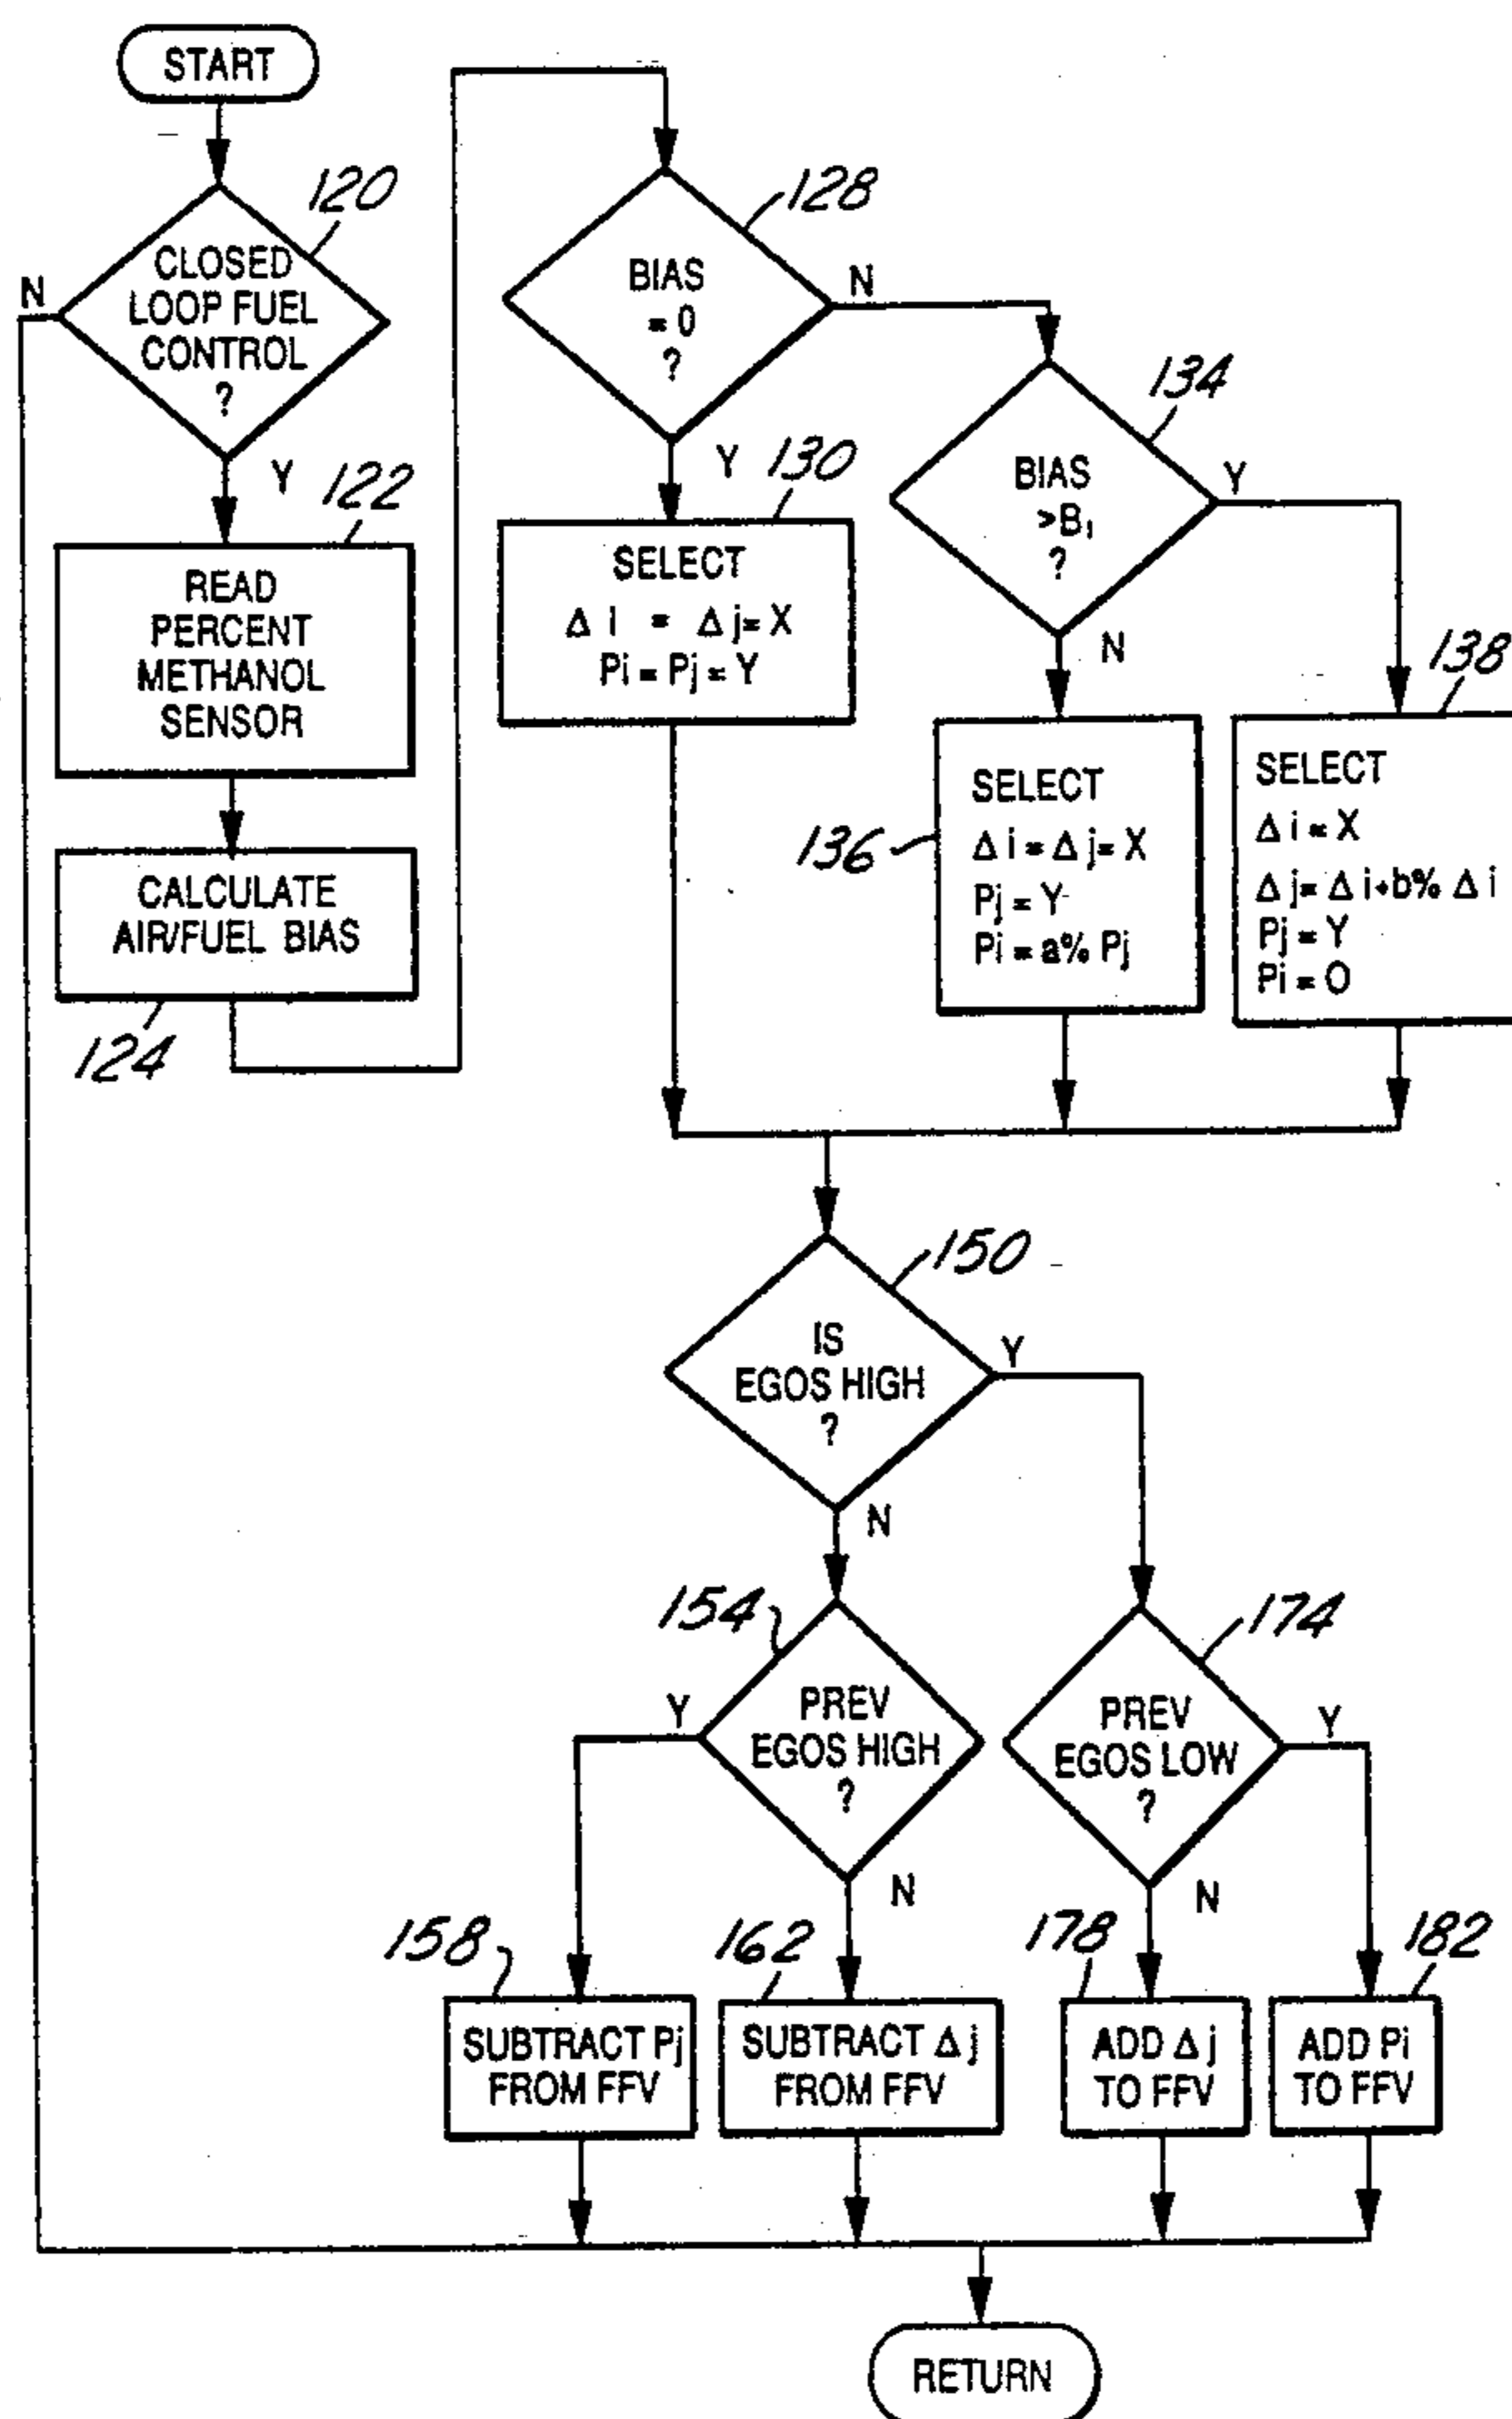 START
120
CLOSED
LOOP FUEL
CONTROL
?
N
Y
122
READ
PERCENT
METHANOL
SENSOR
CALCULATE
AIR/FUEL BIAS
124
128
BIAS
= 0
?
N
Y
130
SELECT
Δ i = Δ j = X
Pi = Pj = Y
134
BIAS
>B₁
?
Y
N
136
SELECT
Δ i = Δ j = X
Pj = Y
Pi = a% Pj
138
SELECT
Δ i = X
Δ j = Δ i + b% Δ i
Pj = Y
Pi = O
150
IS
EGOS HIGH
?
Y
N
154
PREV
EGOS HIGH
?
Y
N
174
PREV
EGOS LOW
?
Y
N
158
SUBTRACT Pj
FROM FFV
162
SUBTRACT Δ j
FROM FFV
178
ADD Δ j
TO FFV
182
ADD Pi
TO FFV
RETURN